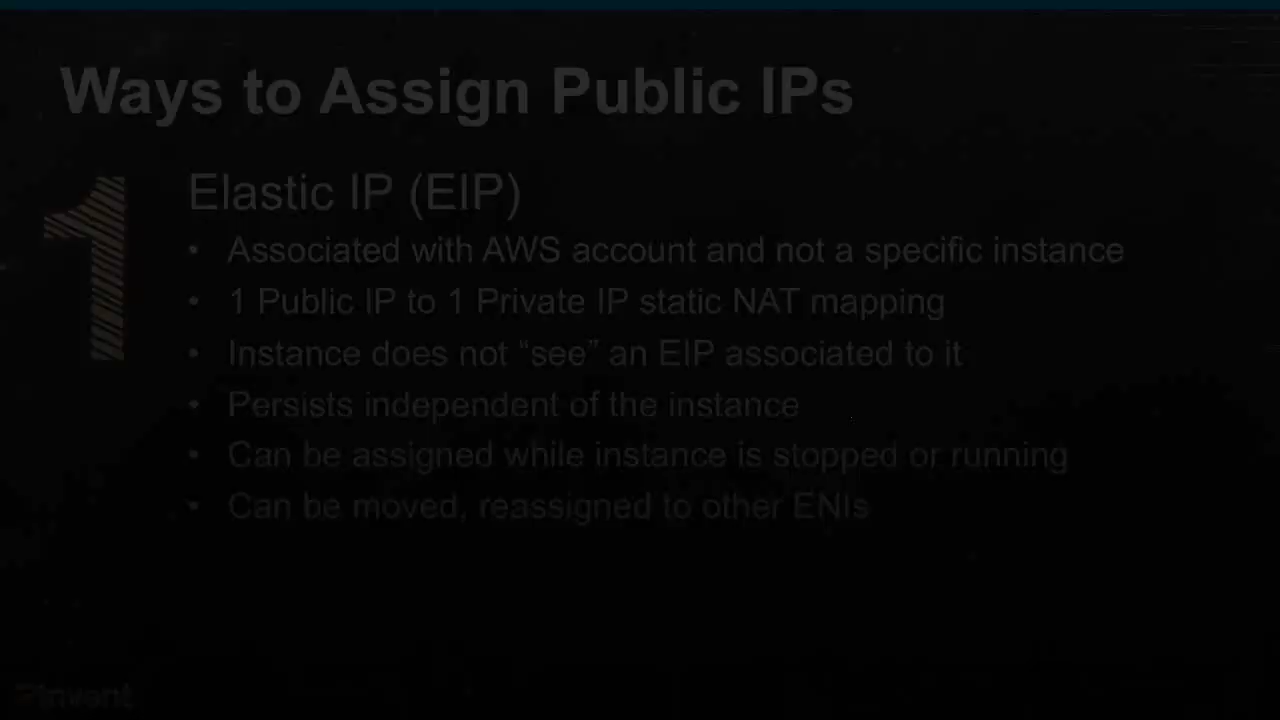 Ways to Assign Public IPs
1
Elastic IP (EIP)
• Associated with AWS account and not a specific instance
• 1 Public IP to 1 Private IP static NAT mapping
• Instance does not “see” an EIP associated to it
• Persists independent of the instance
• Can be assigned while instance is stopped or running
• Can be moved, reassigned to other ENIs
re:Invent